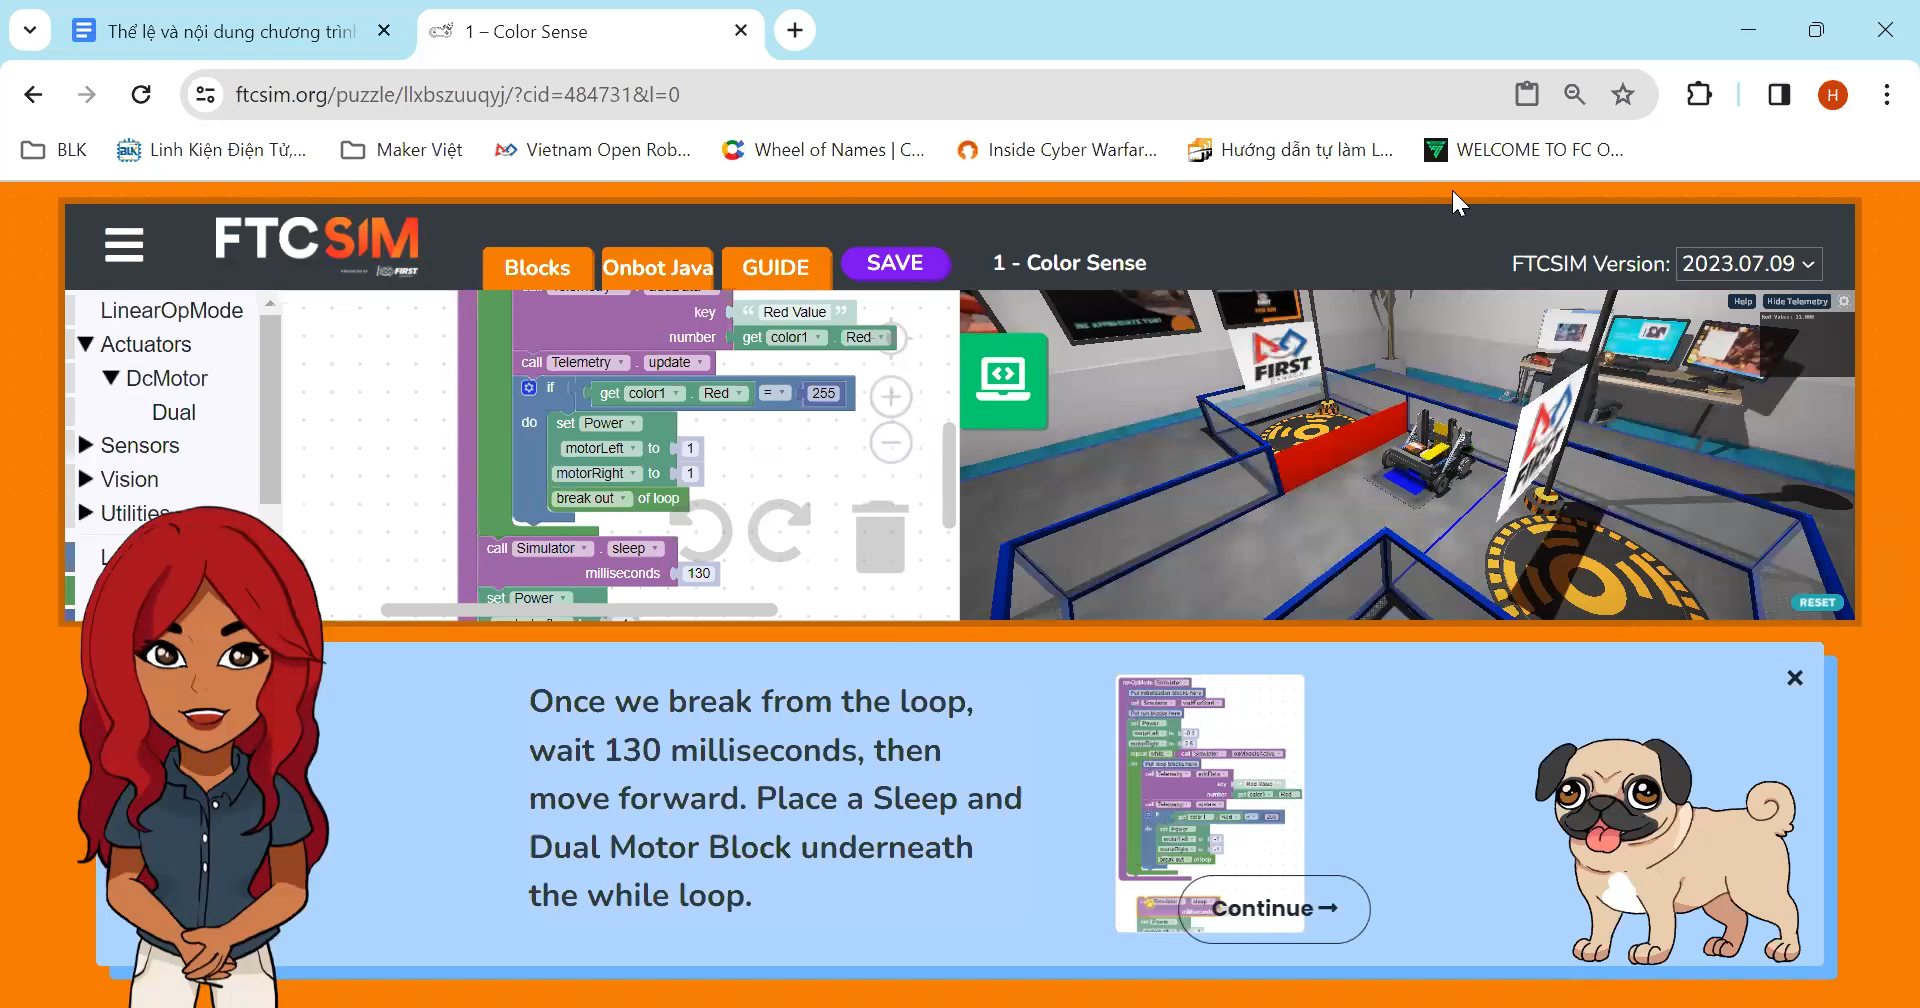 Thể lệ và nội dung chương trình
1 – Color Sense
ftcsim.org/puzzle/llxbszuuqyj/?cid=484731&l=0
H
BLK
Linh Kiện Điện Tử,...
Maker Việt
Vietnam Open Rob...
Wheel of Names | C...
Inside Cyber Warfar...
Hướng dẫn tự làm L...
WELCOME TO FC O...
FTCSIM
FIRST
Blocks
Onbot Java
GUIDE
SAVE
1 - Color Sense
FTCSIM Version: 2023.07.09
LinearOpMode
Actuators
DcMotor
Dual
Sensors
Vision
Utilities
key “ Red Value ”
number get color1 . Red
call Telemetry . update
if get color1 . Red = 255
do set Power
motorLeft to 1
motorRight to 1
break out of loop
call Simulator . sleep
milliseconds 130
set Power
Help
Hide Telemetry
FIRST
FIRST
RESET
Once we break from the loop,
wait 130 milliseconds, then
move forward. Place a Sleep and
Dual Motor Block underneath
the while loop.
Continue